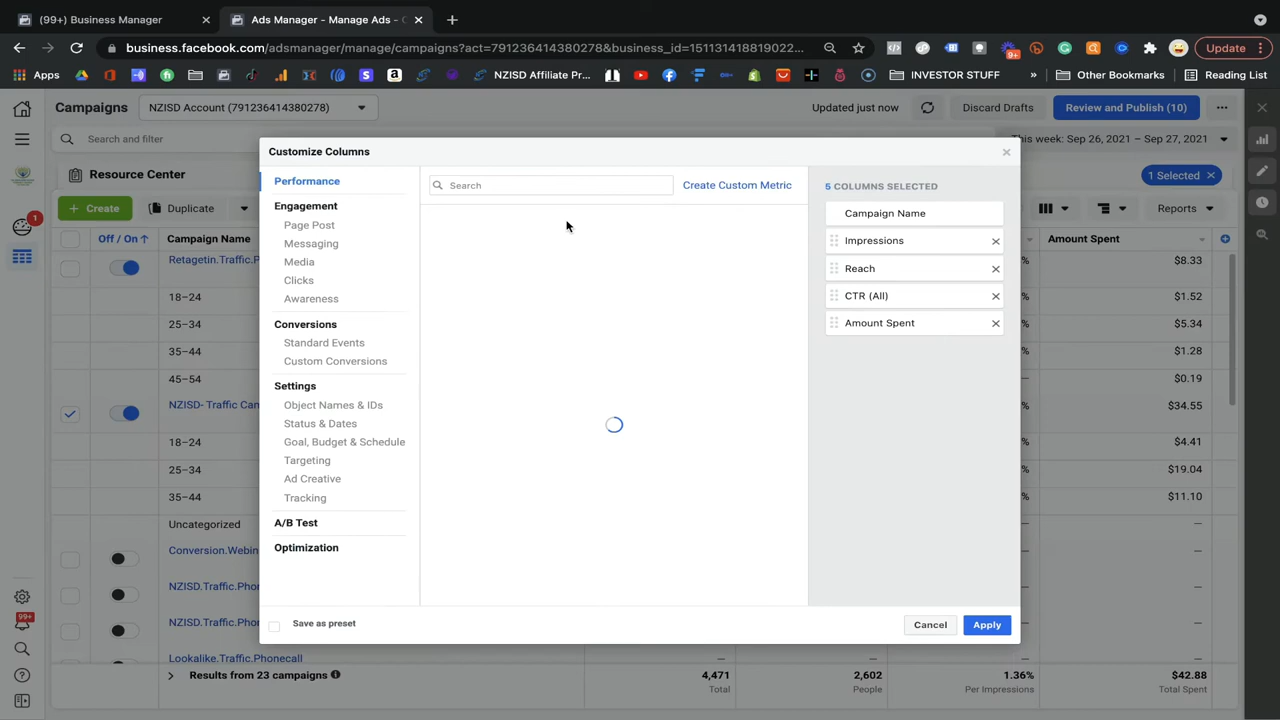 (99+) Business Manager
Ads Manager - Manage Ads - C
business.facebook.com/adsmanager/manage/campaigns?act=791236414380278&business_id=151131418819022...
9+
Update
Apps
NZISD Affiliate Pr...
INVESTOR STUFF
»
Other Bookmarks
Reading List
Campaigns
NZISD Account (791236414380278)
Updated just now
Discard Drafts
Review and Publish (10)
Search and filter
This week: Sep 26, 2021 – Sep 27, 2021
Resource Center
1 Selected
Create
Duplicate
Reports
Off / On
Campaign Name
Amount Spent
Retagetin.Traffic.P
%
$8.33
18–24
%
$1.52
25–34
%
$5.34
35–44
%
$1.28
45–54
—
$0.19
NZISD- Traffic Can
%
$34.55
18–24
%
$4.41
25–34
%
$19.04
35–44
%
$11.10
Uncategorized
—
—
Conversion.Webin
—
—
NZISD.Traffic.Pho
—
—
NZISD.Traffic.Pho
—
—
Lookalike.Traffic.Phonecall
—
—
—
—
Results from 23 campaigns
4,471
Total
2,602
People
1.36%
Per Impressions
$42.88
Total Spent
1
99+
Customize Columns
Performance
Engagement
Page Post
Messaging
Media
Clicks
Awareness
Conversions
Standard Events
Custom Conversions
Settings
Object Names & IDs
Status & Dates
Goal, Budget & Schedule
Targeting
Ad Creative
Tracking
A/B Test
Optimization
Search
Create Custom Metric
5 COLUMNS SELECTED
Campaign Name
Impressions
Reach
CTR (All)
Amount Spent
Save as preset
Cancel
Apply